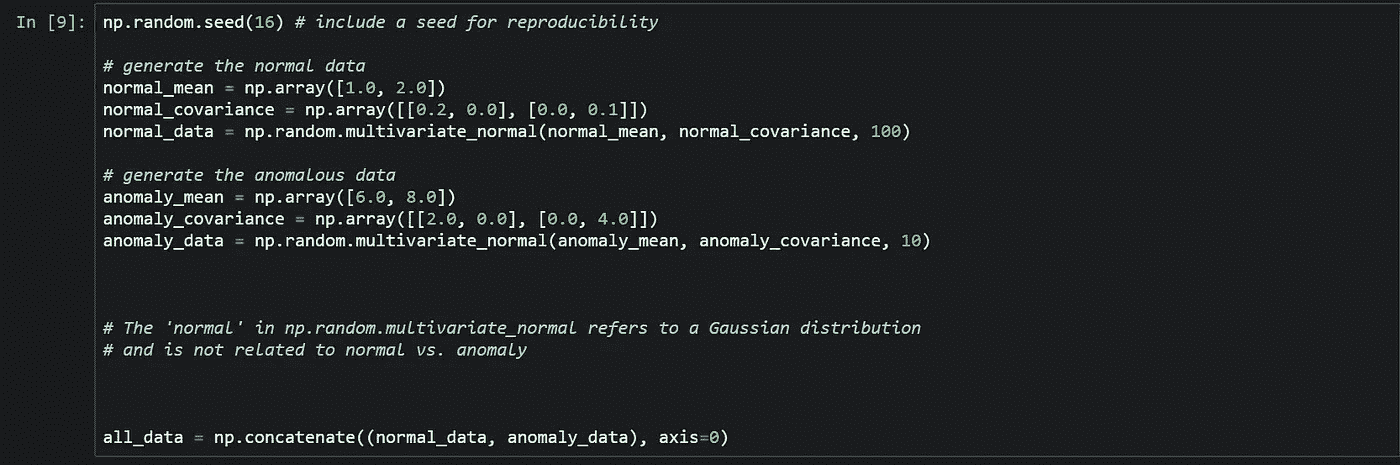 In [9]: np.random.seed(16) # include a seed for reproducibility
# generate the normal data
normal_mean = np.array([1.0, 2.0])
normal_covariance = np.array([[0.2, 0.0], [0.0, 0.1]])
normal_data = np.random.multivariate_normal(normal_mean, normal_covariance, 100)
# generate the anomalous data
anomaly_mean = np.array([6.0, 8.0])
anomaly_covariance = np.array([[2.0, 0.0], [0.0, 4.0]])
anomaly_data = np.random.multivariate_normal(anomaly_mean, anomaly_covariance, 10)
# The 'normal' in np.random.multivariate_normal refers to a Gaussian distribution
# and is not related to normal vs. anomaly
all_data = np.concatenate((normal_data, anomaly_data), axis=0)